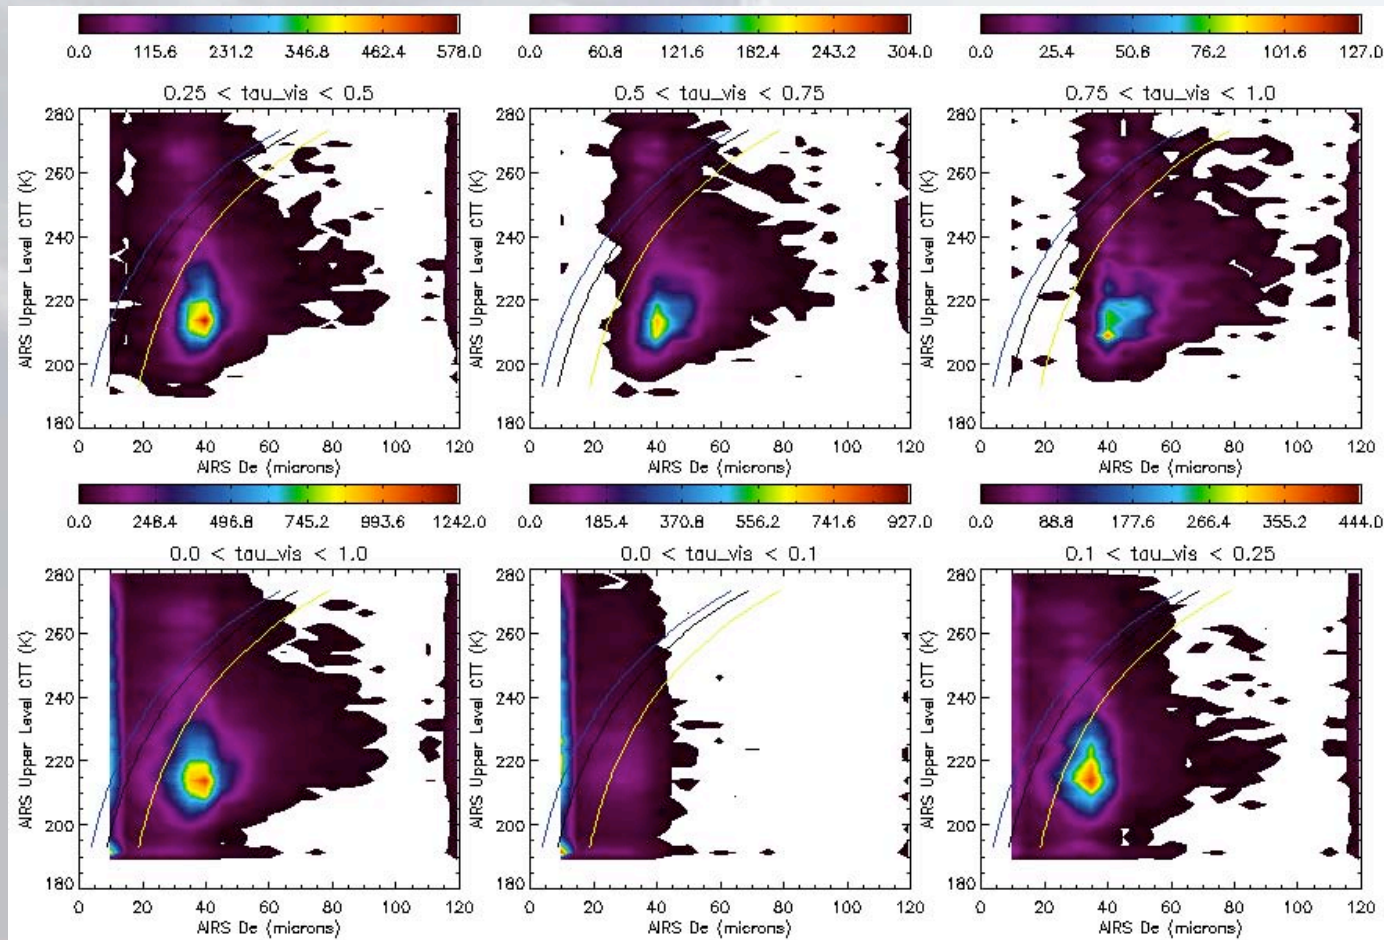 0.0 115.6 231.2 346.8 462.4 578.0
0.0 60.8 121.6 182.4 243.2 304.0
0.0 25.4 50.8 76.2 101.6 127.0
0.25 < tau_vis < 0.5
0.5 < tau_vis < 0.75
0.75 < tau_vis < 1.0
AIRS Upper Level CTT (K)
280
260
240
220
200
180
0 20 40 60 80 100 120
AIRS De (microns)
AIRS Upper Level CTT (K)
280
260
240
220
200
180
0 20 40 60 80 100 120
AIRS De (microns)
AIRS Upper Level CTT (K)
280
260
240
220
200
180
0 20 40 60 80 100 120
AIRS De (microns)
0.0 248.4 496.8 745.2 993.6 1242.0
0.0 185.4 370.8 556.2 741.6 927.0
0.0 88.8 177.6 266.4 355.2 444.0
0.0 < tau_vis < 1.0
0.0 < tau_vis < 0.1
0.1 < tau_vis < 0.25
AIRS Upper Level CTT (K)
280
260
240
220
200
180
0 20 40 60 80 100 120
AIRS De (microns)
AIRS Upper Level CTT (K)
280
260
240
220
200
180
0 20 40 60 80 100 120
AIRS De (microns)
AIRS Upper Level CTT (K)
280
260
240
220
200
180
0 20 40 60 80 100 120
AIRS De (microns)